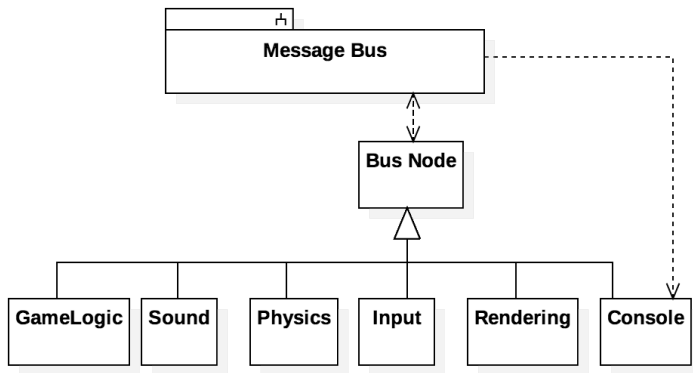 Message Bus
Bus Node
GameLogic
Sound
Physics
Input
Rendering
Console